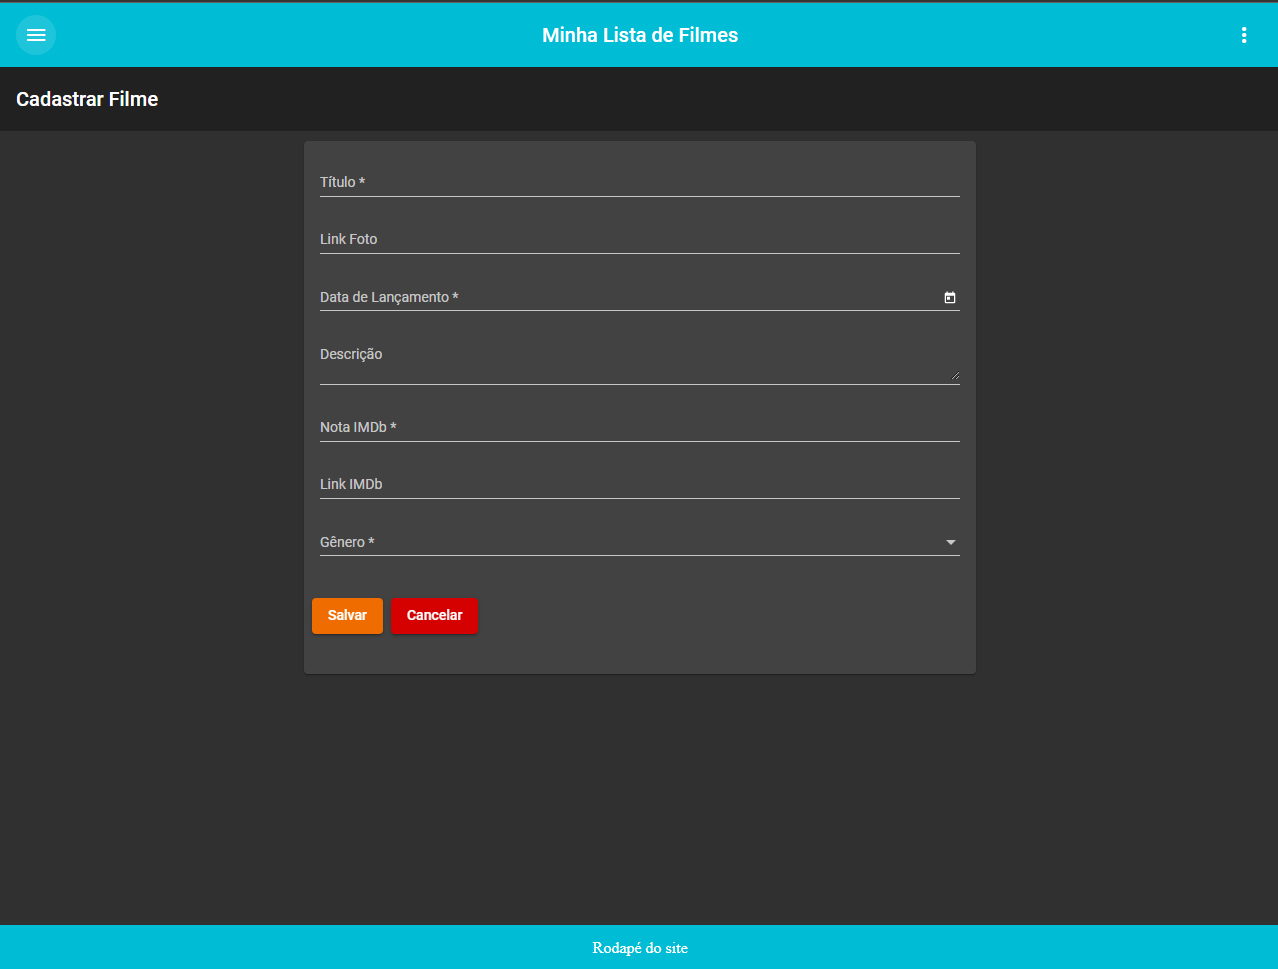 Minha Lista de Filmes
Cadastrar Filme
Título *
Link Foto
Data de Lançamento *
Descrição
Nota IMDb *
Link IMDb
Gênero *
Salvar Cancelar
Rodapé do site